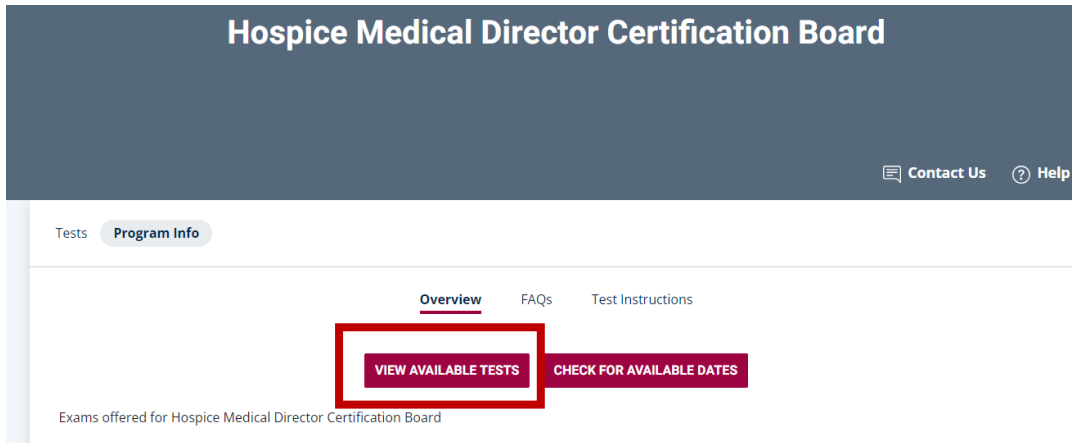 Hospice Medical Director Certification Board
Contact Us Help
Tests Program Info
Overview FAQs Test Instructions
VIEW AVAILABLE TESTS CHECK FOR AVAILABLE DATES
Exams offered for Hospice Medical Director Certification Board